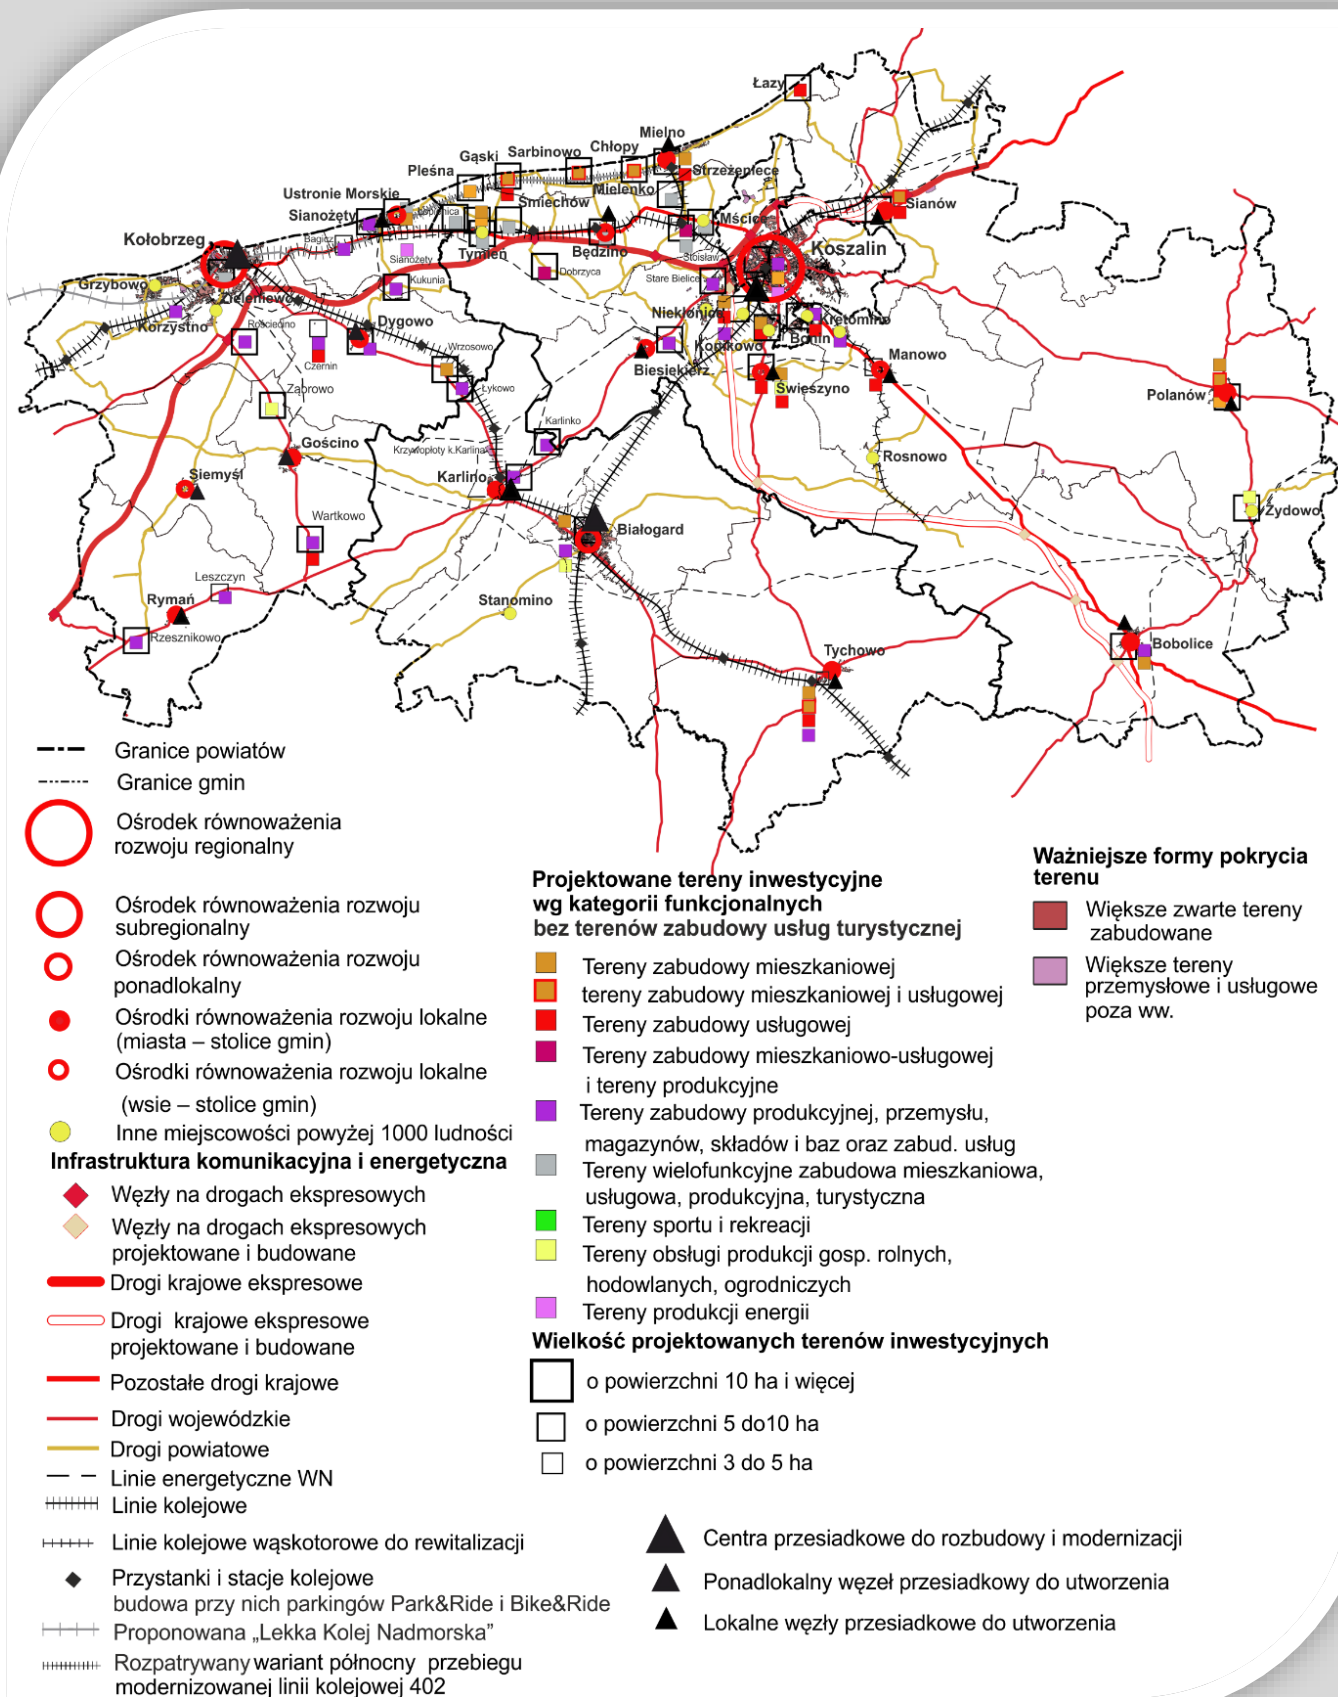 Łazy
Mielno
Chłopy
Sarbinowo
Gąski
Strzeżenice
Pleśna
Mielenko
Ustronie Morskie
Śmiechów
Sianów
Sianożęty
Mścice
Kołobrzeg
Koszalin
Bagicz
Będzino
Tymień
Stoisław
Sianożęty
Dobrzyca
Stare Bielice
Grzybowo
Kukunia
Zieleniewo
Niekłonice
Korzystno
Rościęcino
Dygowo
Kretomino
Bonin
Konikowo
Wrzosowo
Manowo
Czernin
Biesiekierz
Świeszyno
Ząbrowo
Łykowo
Polanów
Karlinko
Gościno
Krzywopłoty k.Karlina
Rosnowo
Siemyśl
Karlino
Wartkowo
Żydowo
Białogard
Leszczyn
Rymań
Stanomino
Rzesznikowo
Bobolice
Tychowo
Granice powiatów
Granice gmin
Ośrodek równoważenia
rozwoju regionalny
Ośrodek równoważenia rozwoju
subregionalny
Ośrodek równoważenia rozwoju
ponadlokalny
Ośrodki równoważenia rozwoju lokalne
(miasta – stolice gmin)
Ośrodki równoważenia rozwoju lokalne
(wsie – stolice gmin)
Inne miejscowości powyżej 1000 ludności
Infrastruktura komunikacyjna i energetyczna
Węzły na drogach ekspresowych
Węzły na drogach ekspresowych
projektowane i budowane
Drogi krajowe ekspresowe
Drogi krajowe ekspresowe
projektowane i budowane
Pozostałe drogi krajowe
Drogi wojewódzkie
Drogi powiatowe
Linie energetyczne WN
Linie kolejowe
Linie kolejowe wąskotorowe do rewitalizacji
Przystanki i stacje kolejowe
budowa przy nich parkingów Park&Ride i Bike&Ride
Proponowana „Lekka Kolej Nadmorska”
Rozpatrywany wariant północny przebiegu
modernizowanej linii kolejowej 402
Projektowane tereny inwestycyjne
wg kategorii funkcjonalnych
bez terenów zabudowy usług turystycznej
Tereny zabudowy mieszkaniowej
tereny zabudowy mieszkaniowej i usługowej
Tereny zabudowy usługowej
Tereny zabudowy mieszkaniowo-usługowej
i tereny produkcyjne
Tereny zabudowy produkcyjnej, przemysłu,
magazynów, składów i baz oraz zabud. usług
Tereny wielofunkcyjne zabudowa mieszkaniowa,
usługowa, produkcyjna, turystyczna
Tereny sportu i rekreacji
Tereny obsługi produkcji gosp. rolnych,
hodowlanych, ogrodniczych
Tereny produkcji energii
Wielkość projektowanych terenów inwestycyjnych
o powierzchni 10 ha i więcej
o powierzchni 5 do10 ha
o powierzchni 3 do 5 ha
Centra przesiadkowe do rozbudowy i modernizacji
Ponadlokalny węzeł przesiadkowy do utworzenia
Lokalne węzły przesiadkowe do utworzenia
Ważniejsze formy pokrycia
terenu
Większe zwarte tereny
zabudowane
Większe tereny
przemysłowe i usługowe
poza ww.